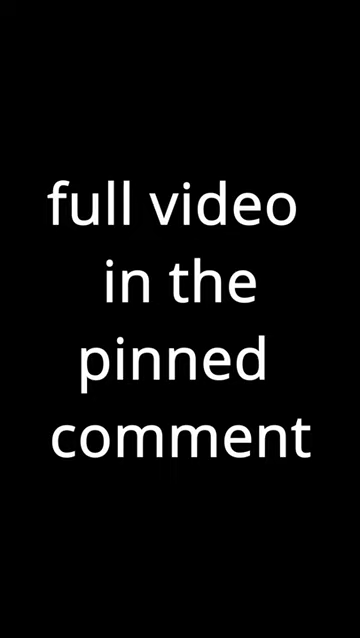 full video
in the
pinned
comment